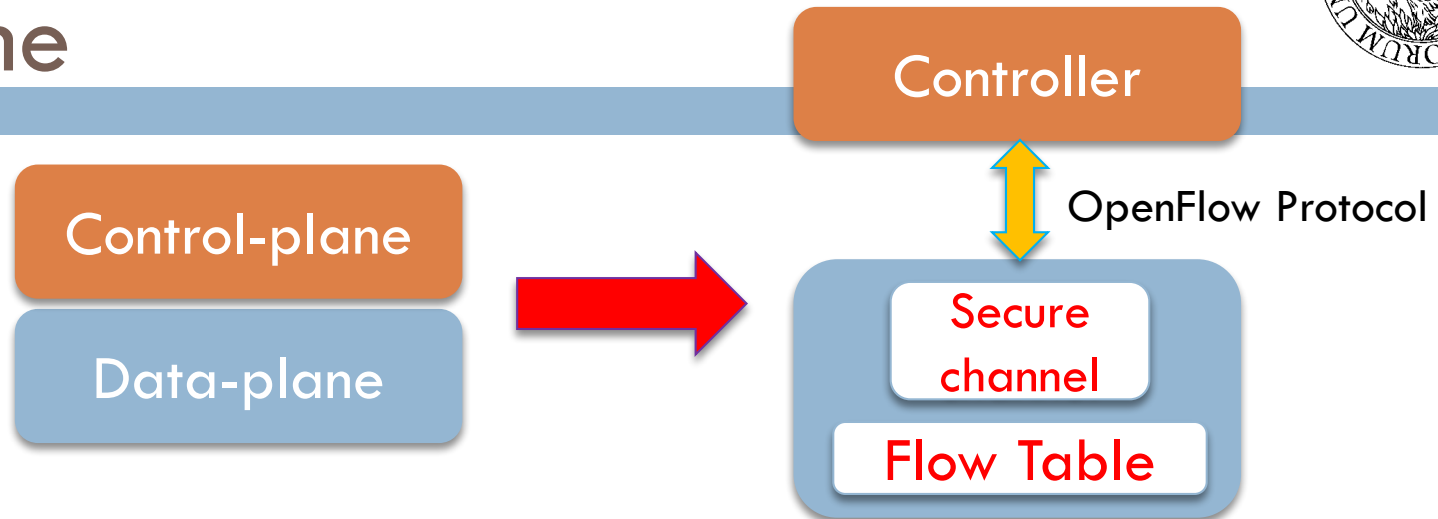 ne
Controller
Control-plane
Data-plane
OpenFlow Protocol
Secure
channel
Flow Table